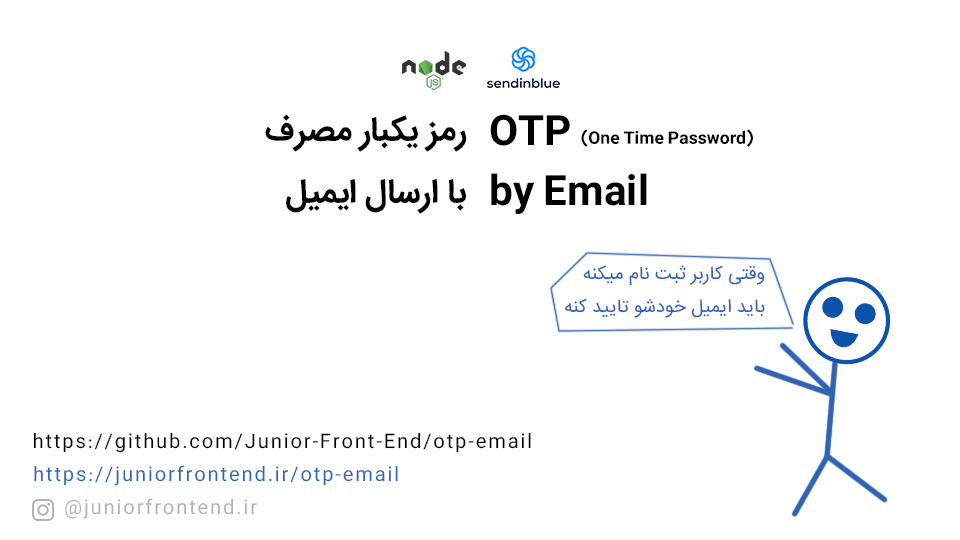 node
JS
sendinblue
رمز یکبار مصرف OTP (One Time Password)
با ارسال ایمیل by Email
وقتی کاربر ثبت نام میکنه
باید ایمیل خودشو تایید کنه
https://github.com/Junior-Front-End/otp-email
https://juniorfrontend.ir/otp-email
@juniorfrontend.ir